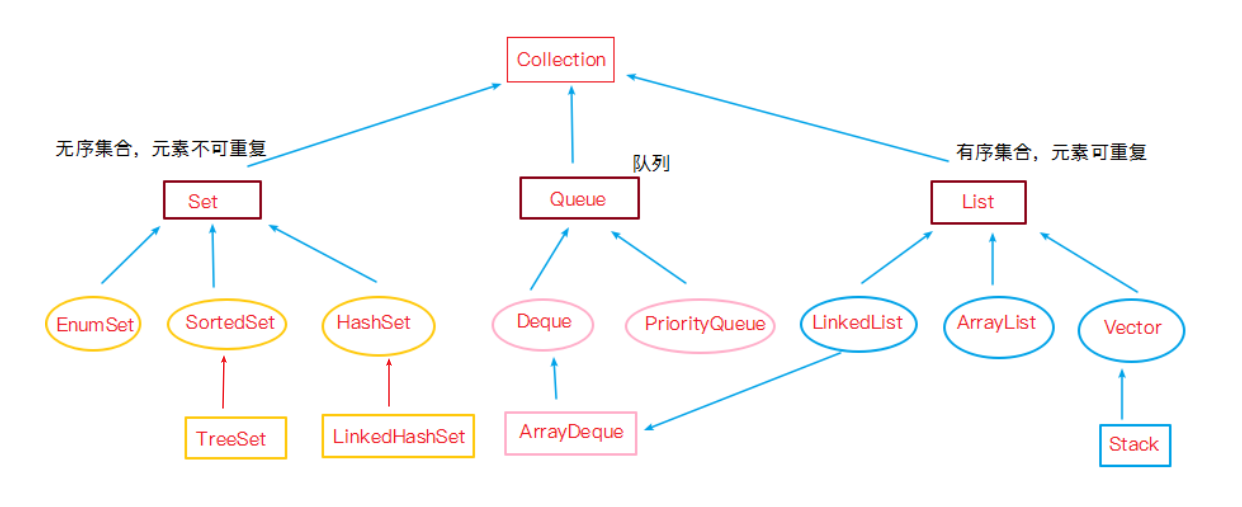 Collection
无序集合，元素不可重复
队列
有序集合，元素可重复
Set
Queue
List
EnumSet
SortedSet
HashSet
Deque
PriorityQueue
LinkedList
ArrayList
Vector
TreeSet
LinkedHashSet
ArrayDeque
Stack